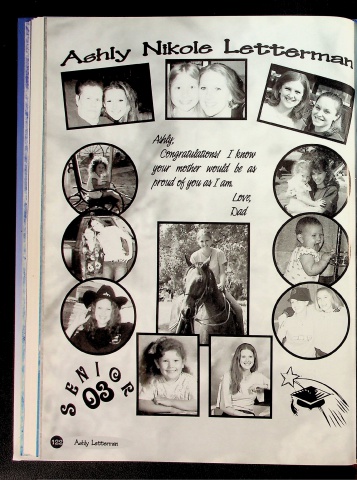 Ashly Nikole Letterman
Ashly,
Congratulations! I know
your mother would be as
proud of you as I am.
Love,
Dad
SENIOR
03
122 Ashly Letterman